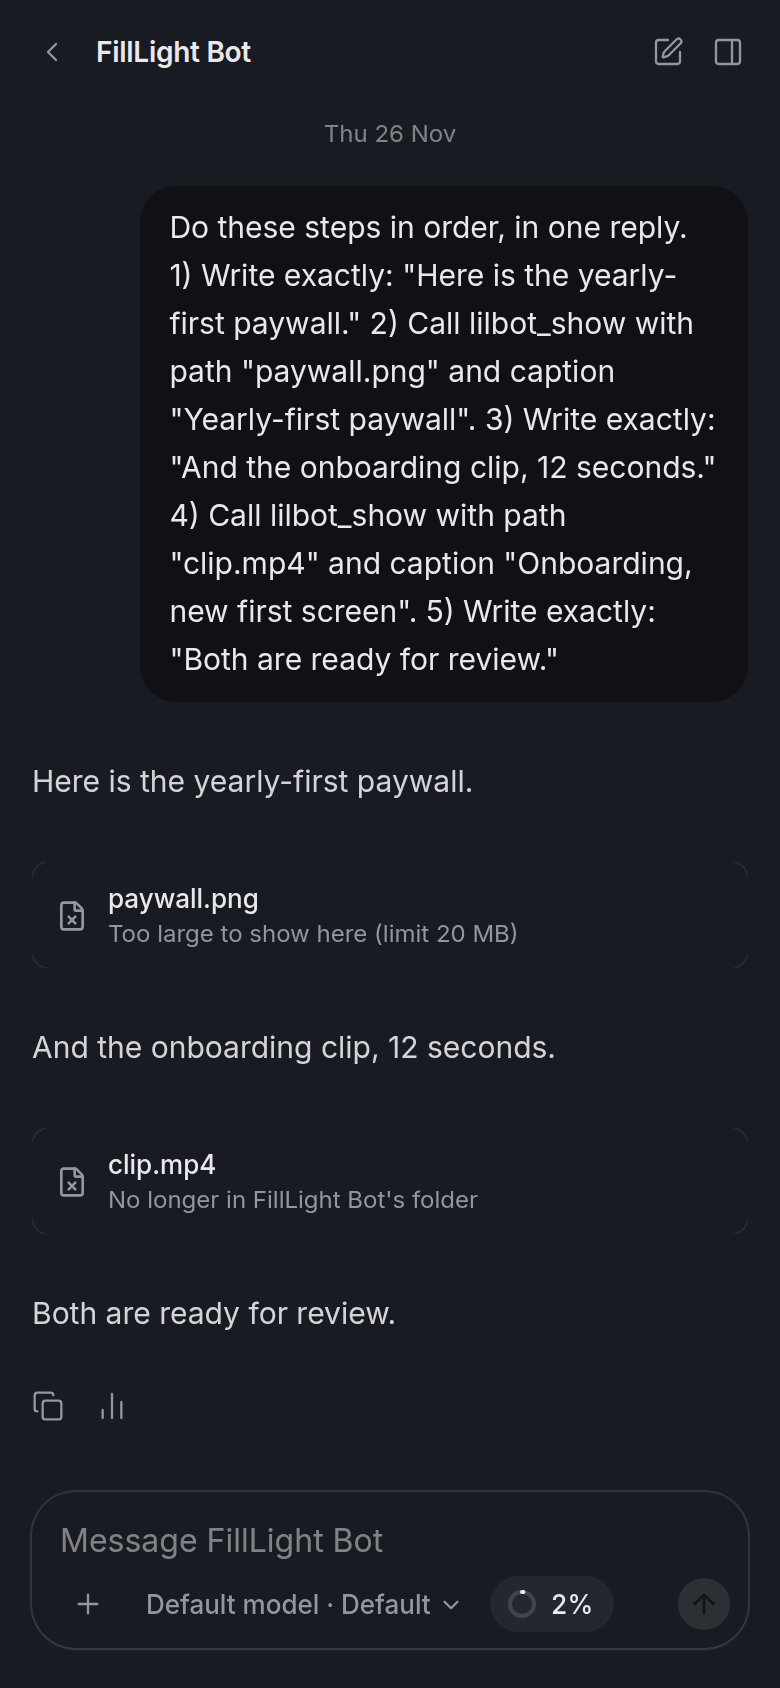 FillLight Bot
Thu 26 Nov
Do these steps in order, in one reply.
1) Write exactly: "Here is the yearly-
first paywall." 2) Call lilbot_show with
path "paywall.png" and caption
"Yearly-first paywall". 3) Write exactly:
"And the onboarding clip, 12 seconds."
4) Call lilbot_show with path
"clip.mp4" and caption "Onboarding,
new first screen". 5) Write exactly:
"Both are ready for review."
Here is the yearly-first paywall.
paywall.png
Too large to show here (limit 20 MB)
And the onboarding clip, 12 seconds.
clip.mp4
No longer in FillLight Bot's folder
Both are ready for review.
Message FillLight Bot
Default model · Default
2%